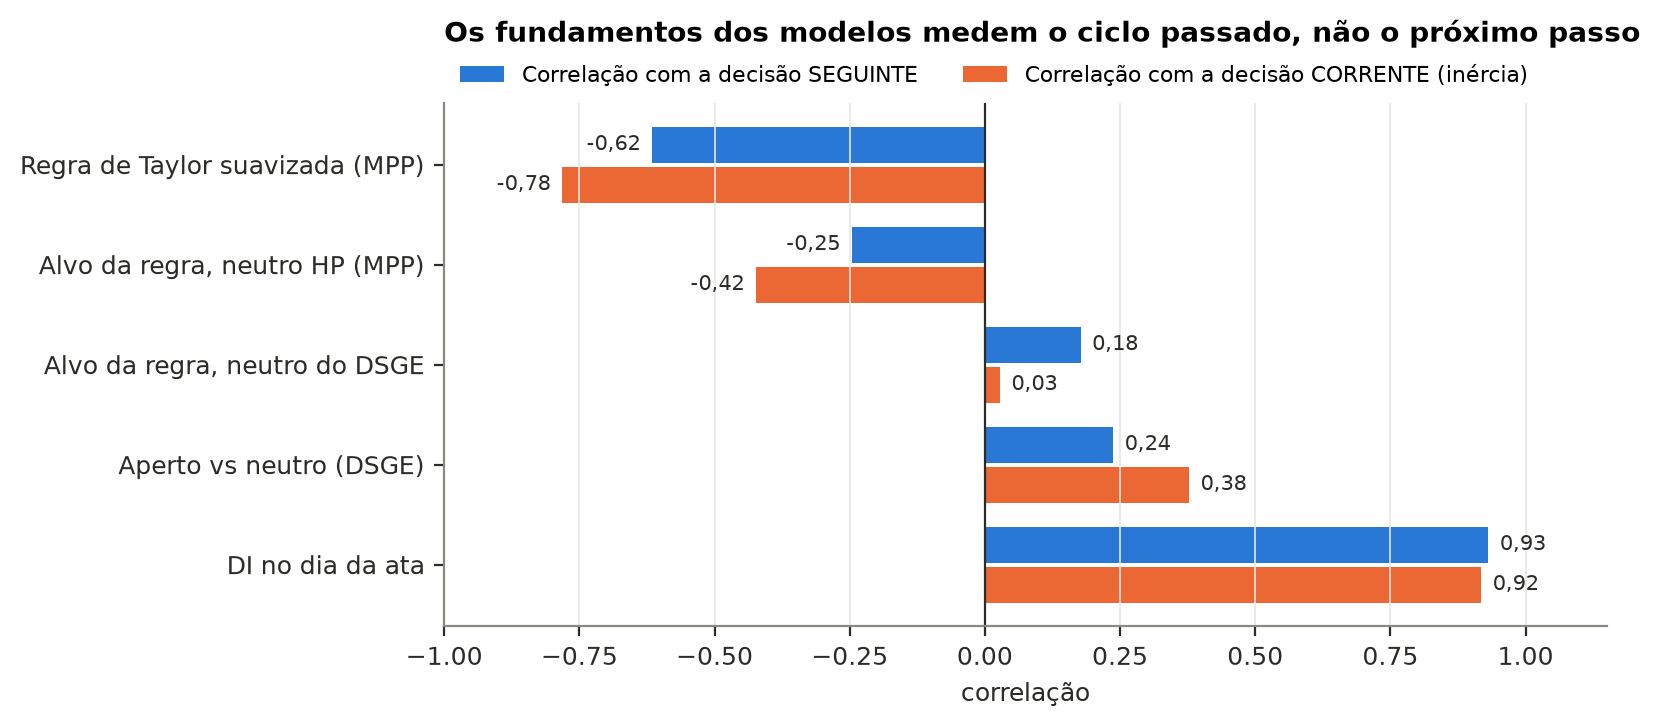 Os fundamentos dos modelos medem o ciclo passado, não o próximo passo
Correlação com a decisão SEGUINTE
Correlação com a decisão CORRENTE (inércia)
Regra de Taylor suavizada (MPP)
-0,62
-0,78
Alvo da regra, neutro HP (MPP)
-0,25
-0,42
Alvo da regra, neutro do DSGE
0,18
0,03
Aperto vs neutro (DSGE)
0,24
0,38
DI no dia da ata
0,93
0,92
−1.00 −0.75 −0.50 −0.25 0.00 0.25 0.50 0.75 1.00
correlação